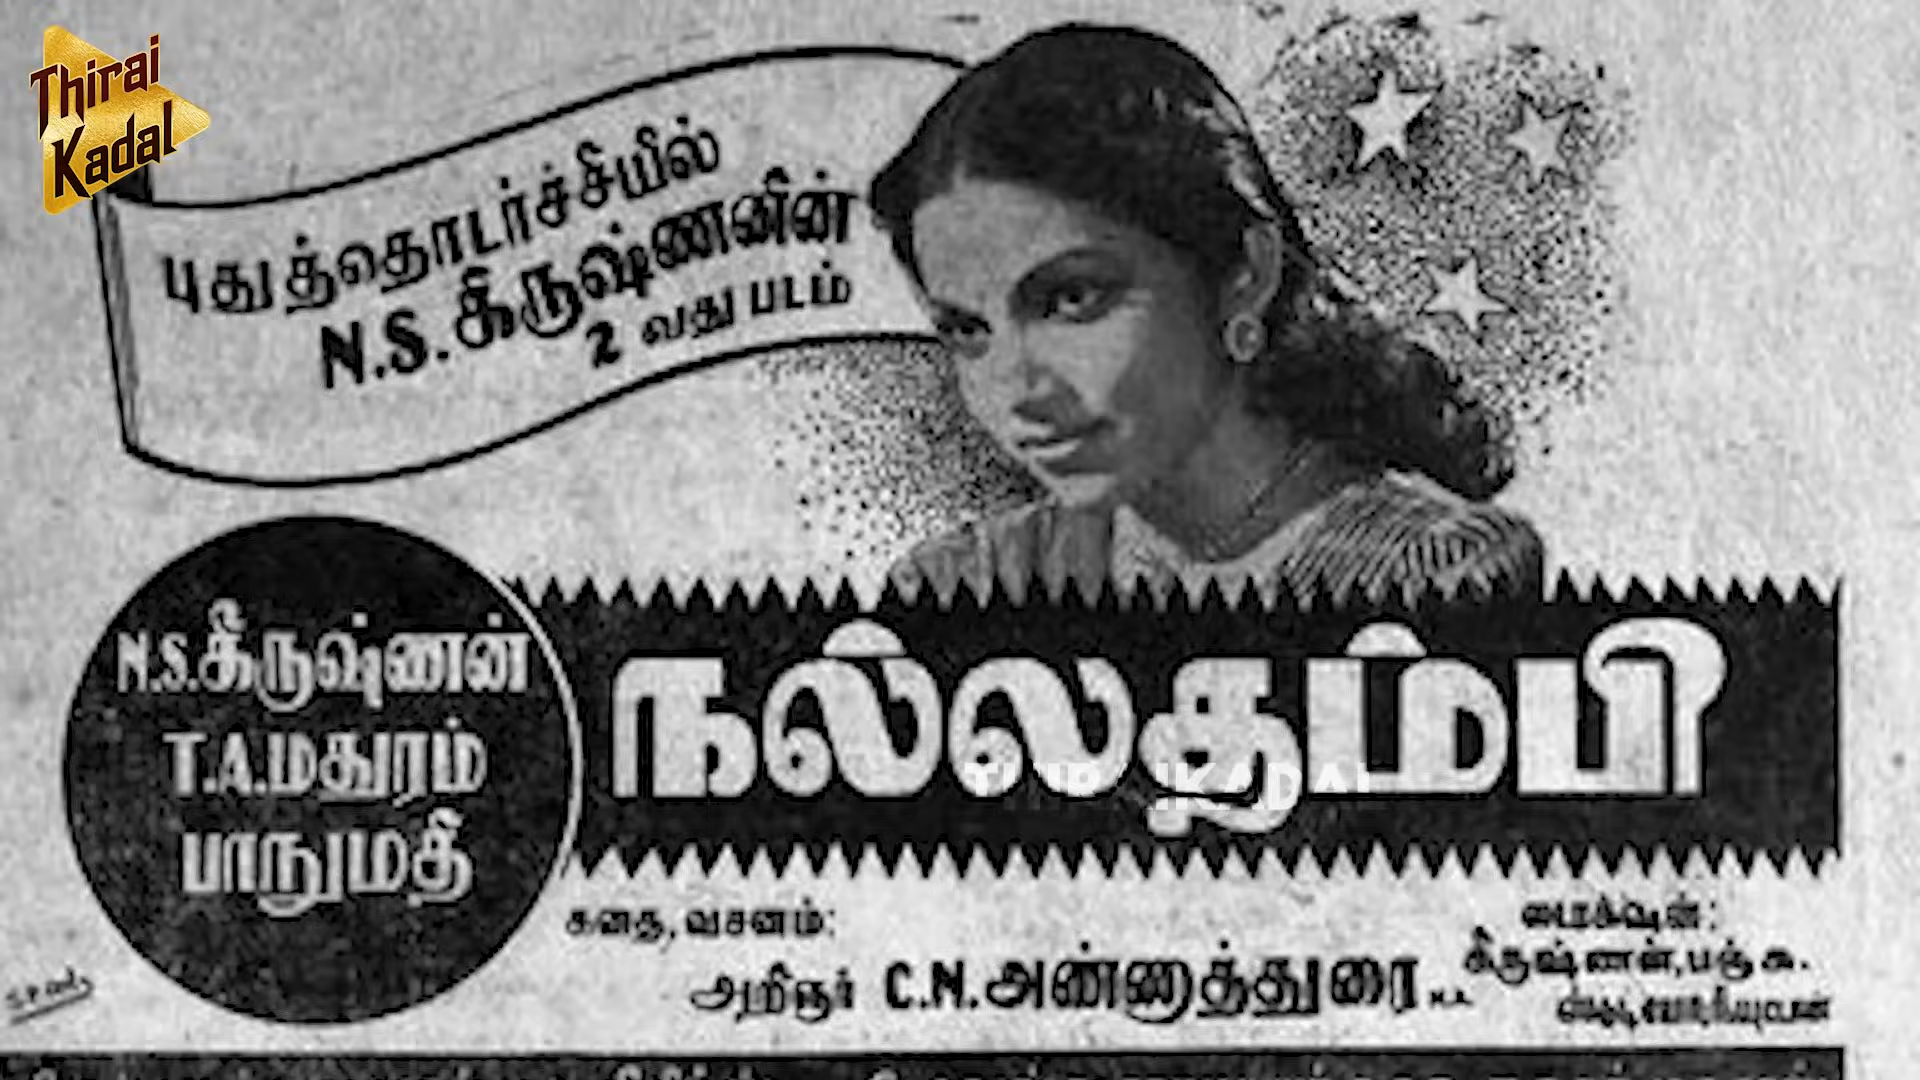 Thirai
Kadal
புதுத்தொடர்ச்சியில்
N.S.கிருஷ்ணனின்
2 வது படம்
N.S.கிருஷ்ணன்
T.A.மதுரம்
பாநுமதி
நல்லதம்பி
THIRAIKADAL
கதை, வசனம்:
அறிஞர் C.N.அண்ணாத்துரை M.A.
டைரக்ஷன்:
கிருஷ்ணன், பஞ்சு.